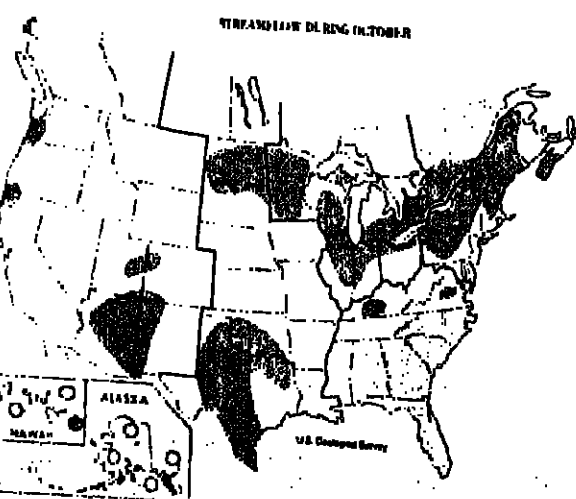 STREAMFLOW DURING OCTOBER
ALASKA
HAWAII
U.S. Geological Survey